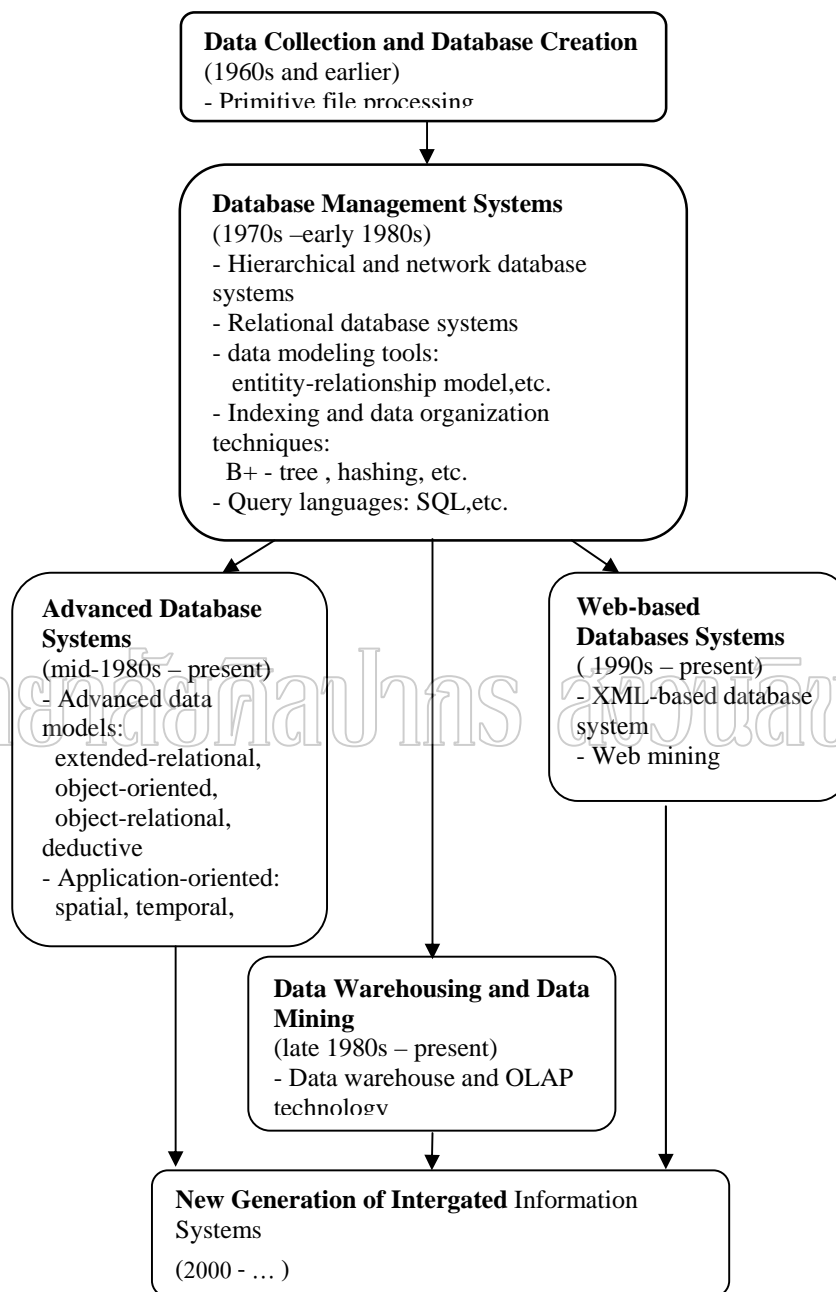 Data Collection and Database Creation
(1960s and earlier)
- Primitive file processing
Database Management Systems
(1970s –early 1980s)
- Hierarchical and network database
systems
- Relational database systems
- data modeling tools:
entitity-relationship model,etc.
- Indexing and data organization
techniques:
B+ - tree , hashing, etc.
- Query languages: SQL,etc.
Advanced Database
Systems
(mid-1980s – present)
- Advanced data
models:
extended-relational,
object-oriented,
object-relational,
deductive
- Application-oriented:
spatial, temporal,
Web-based
Databases Systems
( 1990s – present)
- XML-based database
system
- Web mining
Data Warehousing and Data
Mining
(late 1980s – present)
- Data warehouse and OLAP
technology
New Generation of Intergated Information
Systems
(2000 - … )